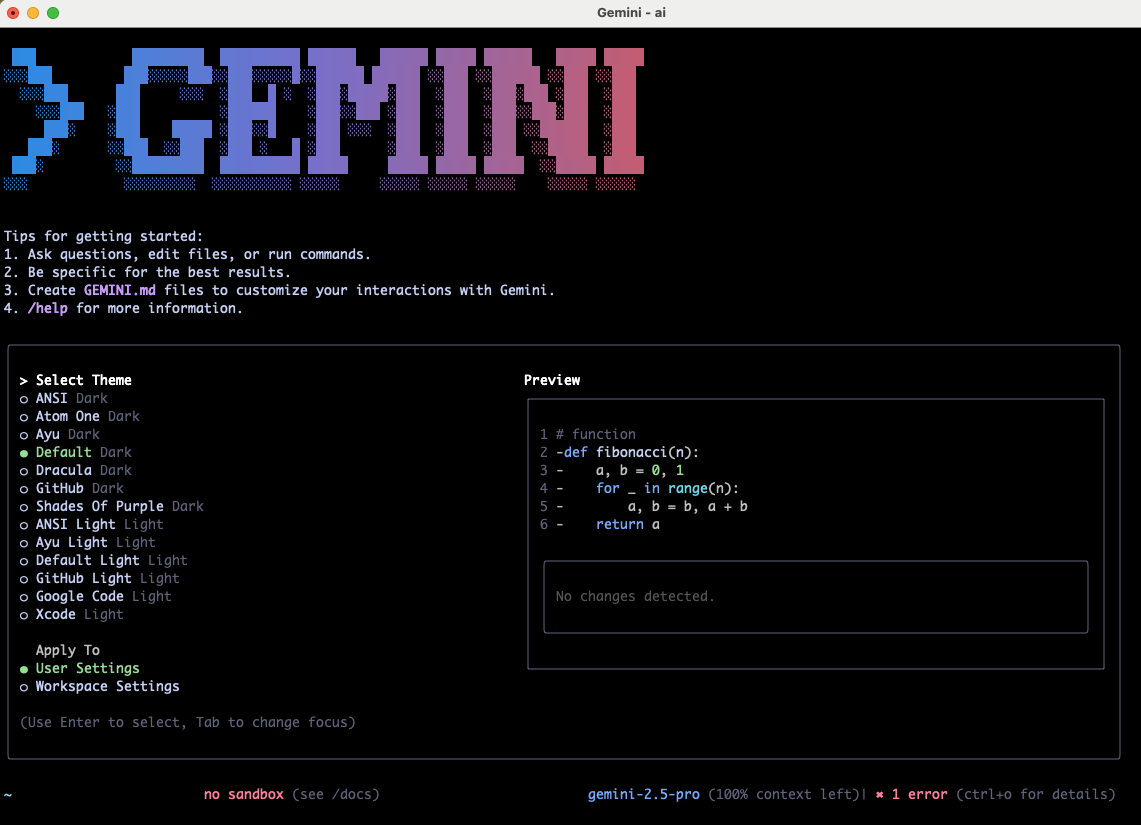 Gemini - ai
> GEMINI
Tips for getting started:
1. Ask questions, edit files, or run commands.
2. Be specific for the best results.
3. Create GEMINI.md files to customize your interactions with Gemini.
4. /help for more information.
> Select Theme
ANSI Dark
Atom One Dark
Ayu Dark
Default Dark
Dracula Dark
GitHub Dark
Shades Of Purple Dark
ANSI Light Light
Ayu Light Light
Default Light Light
GitHub Light Light
Google Code Light
Xcode Light
Apply To
User Settings
Workspace Settings
(Use Enter to select, Tab to change focus)
Preview
1 # function
2 -def fibonacci(n):
3 -    a, b = 0, 1
4 -    for _ in range(n):
5 -        a, b = b, a + b
6 -    return a
No changes detected.
~ no sandbox (see /docs) gemini-2.5-pro (100% context left)| ✖ 1 error (ctrl+o for details)